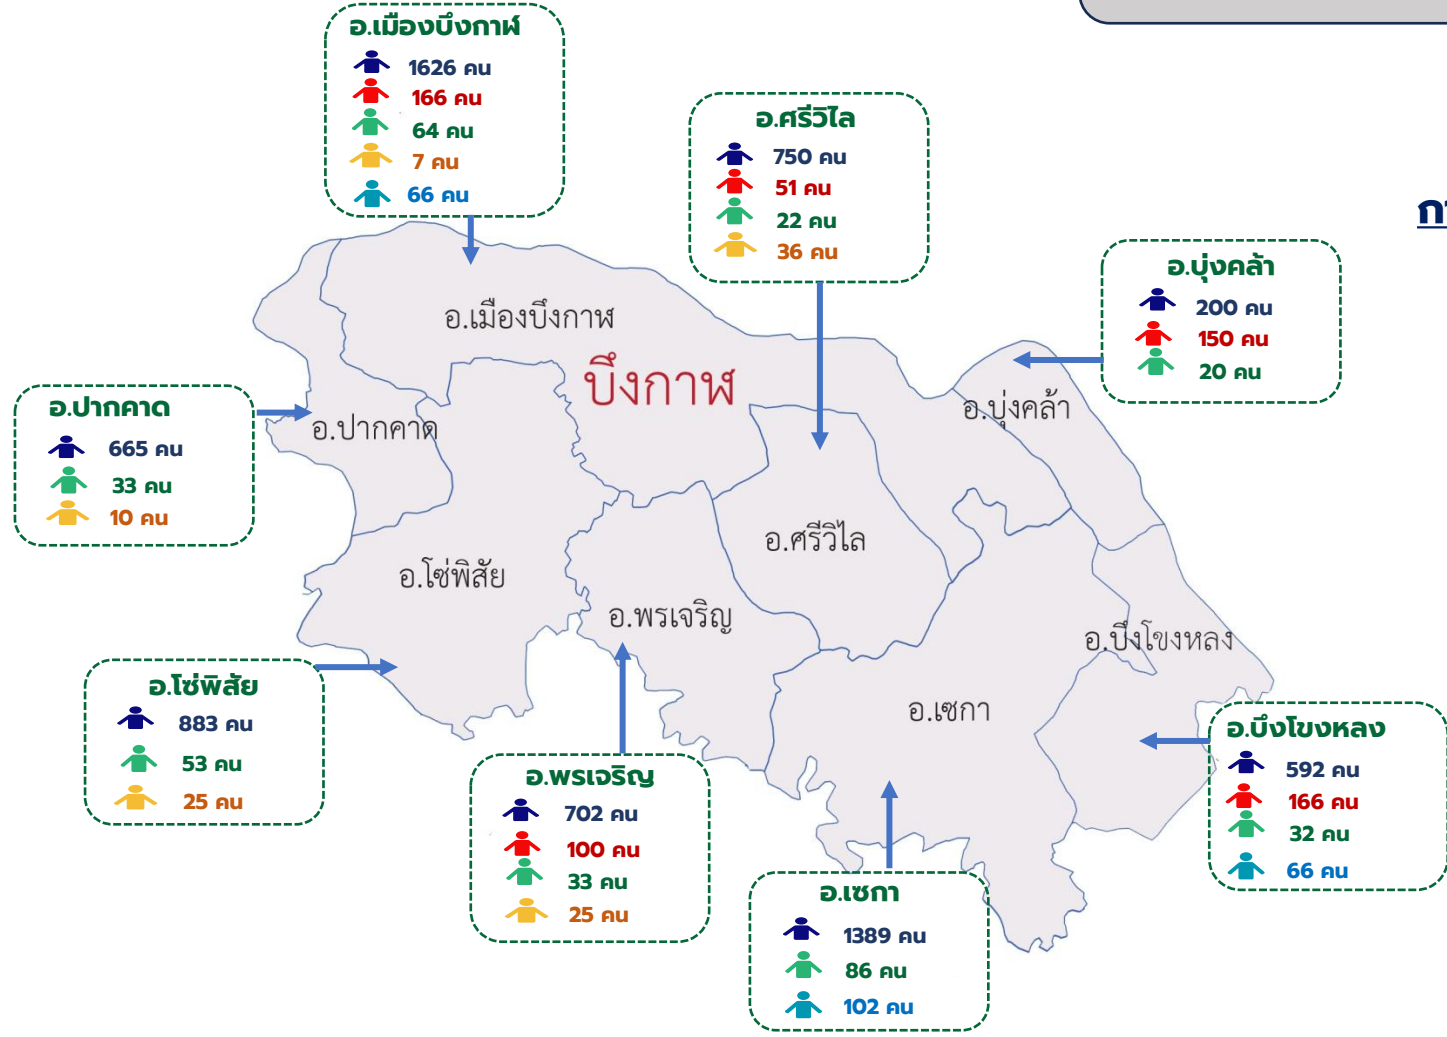 อ.เมืองบึงกาฬ
1626 คน
166 คน
64 คน
7 คน
66 คน
อ.ศรีวิไล
750 คน
51 คน
22 คน
36 คน
อ.บุ่งคล้า
200 คน
150 คน
20 คน
อ.เมืองบึงกาฬ
บึงกาฬ
อ.บุ่งคล้า
อ.ปากคาด
665 คน
33 คน
10 คน
อ.ปากคาด
อ.ศรีวิไล
อ.โซ่พิสัย
อ.พรเจริญ
อ.บึงโขงหลง
อ.เซกา
อ.โซ่พิสัย
883 คน
53 คน
25 คน
อ.พรเจริญ
702 คน
100 คน
33 คน
25 คน
อ.เซกา
1389 คน
86 คน
102 คน
อ.บึงโขงหลง
592 คน
166 คน
32 คน
66 คน